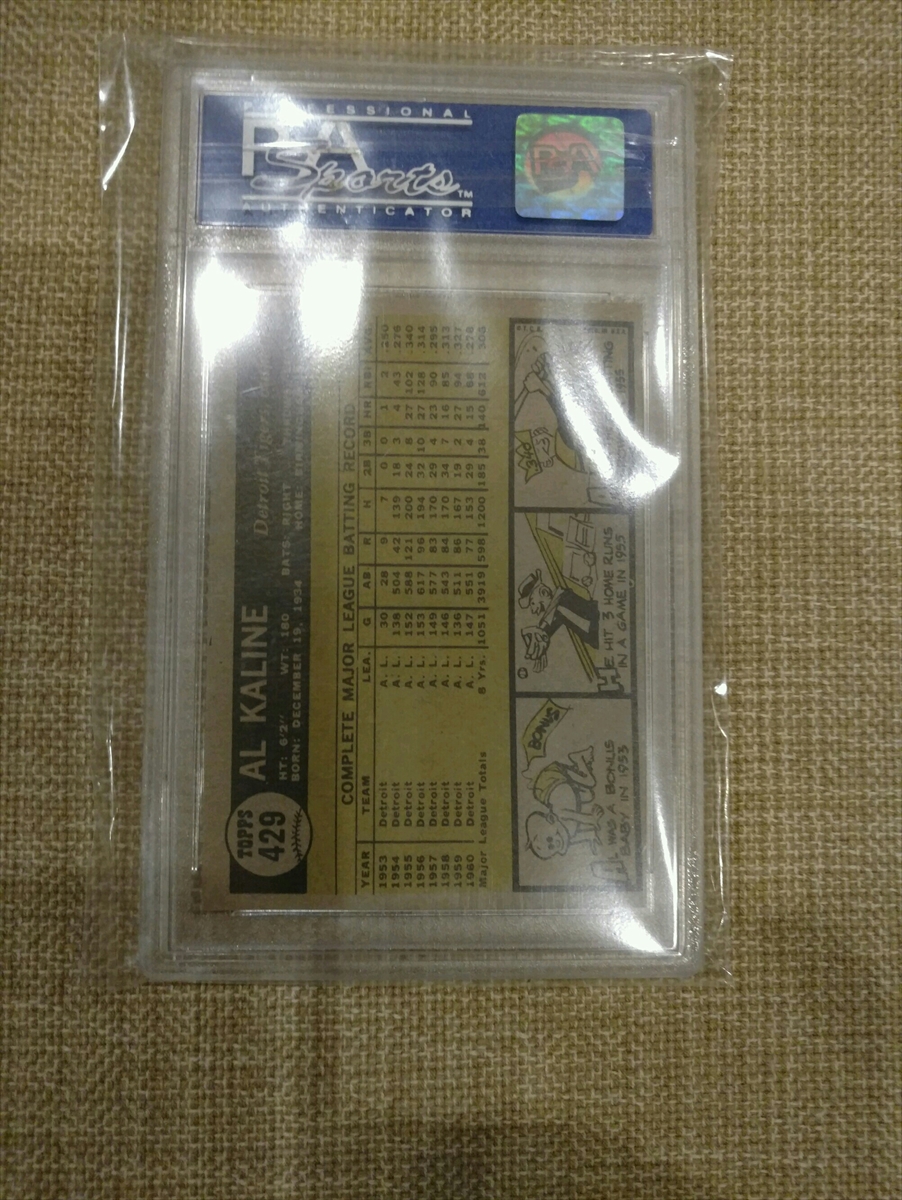 PROFESSIONAL
PSA
Sports™
AUTHENTICATOR
PSA
TOPPS
429
AL KALINE Detroit
HT: 6'2" WT: 180 BATS: RIGHT
BORN: DECEMBER 19, 1934 HOME:
COMPLETE MAJOR LEAGUE BATTING RECORD
YEAR TEAM LEA. G AB R H 2B 3B HR RBI AVG.
1953 Detroit A. L. 30 28 9 7 0 0 1 2 .250
1954 Detroit A. L. 138 504 42 139 18 3 4 43 .276
1955 Detroit A. L. 152 588 121 200 24 8 27 102 .340
1956 Detroit A. L. 153 617 96 194 32 10 27 128 .314
1957 Detroit A. L. 149 577 83 170 29 4 23 90 .295
1958 Detroit A. L. 146 543 84 170 34 7 16 85 .313
1959 Detroit A. L. 136 511 86 167 19 2 27 94 .327
1960 Detroit A. L. 147 551 77 153 29 4 15 68 .278
Major League Totals 8 Yrs. 1051 3919 598 1200 185 38 140 612 .306
BONUS
WAS A BONUS
BABY IN 1953
HE HIT 3 HOME RUNS
IN A GAME IN 1955
.340
1955